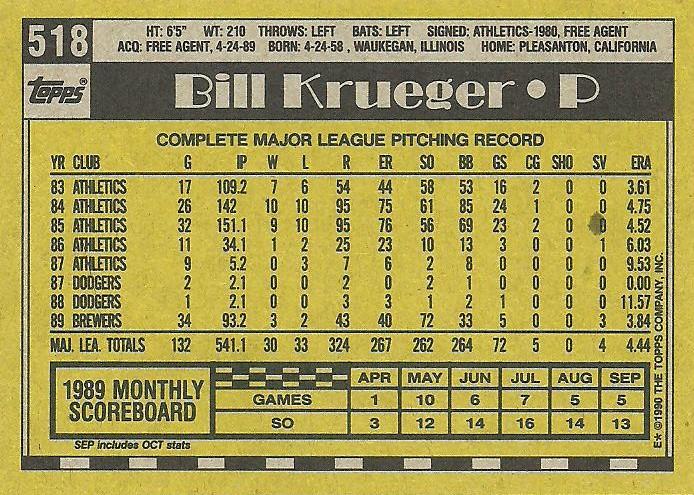 518
HT: 6'5" WT: 210 THROWS: LEFT BATS: LEFT SIGNED: ATHLETICS-1980, FREE AGENT
ACQ: FREE AGENT, 4-24-89 BORN: 4-24-58 , WAUKEGAN, ILLINOIS HOME: PLEASANTON, CALIFORNIA
TOPPS®
Bill Krueger • P
COMPLETE MAJOR LEAGUE PITCHING RECORD
YR CLUB G IP W L R ER SO BB GS CG SHO SV ERA
83 ATHLETICS 17 109.2 7 6 54 44 58 53 16 2 0 0 3.61
84 ATHLETICS 26 142 10 10 95 75 61 85 24 1 0 0 4.75
85 ATHLETICS 32 151.1 9 10 95 76 56 69 23 2 0 0 4.52
86 ATHLETICS 11 34.1 1 2 25 23 10 13 3 0 0 1 6.03
87 ATHLETICS 9 5.2 0 3 7 6 2 8 0 0 0 0 9.53
87 DODGERS 2 2.1 0 0 2 0 2 1 0 0 0 0 0.00
88 DODGERS 1 2.1 0 0 3 3 1 2 1 0 0 0 11.57
89 BREWERS 34 93.2 3 2 43 40 72 33 5 0 0 3 3.84
MAJ. LEA. TOTALS 132 541.1 30 33 324 267 262 264 72 5 0 4 4.44
1989 MONTHLY
SCOREBOARD
APR MAY JUN JUL AUG SEP
GAMES 1 10 6 7 5 5
SO 3 12 14 16 14 13
SEP includes OCT stats
E* ©1990 THE TOPPS COMPANY, INC.